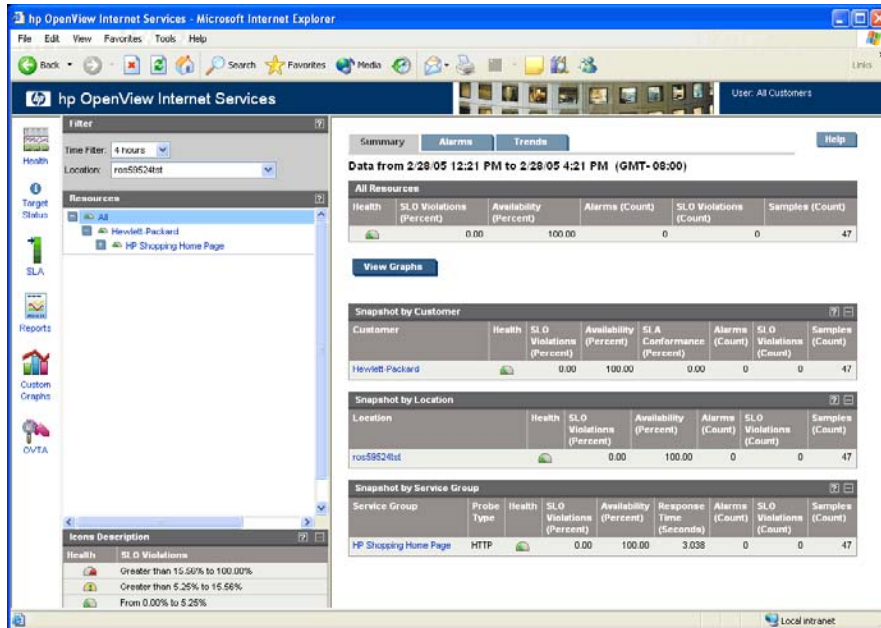 hp OpenView Internet Services - Microsoft Internet Explorer
File Edit View Favorites Tools Help
Back Search Favorites Media Links
hp OpenView Internet Services
User: All Customers
Health
Target Status
SLA
Reports
Custom Graphs
OVTA
Filter
Time Filter: 4 hours
Location: ros59524tst
Resources
All
Hewlett-Packard
HP Shopping Home Page
Icons Description
Health SLO Violations
Greater than 15.56% to 100.00%
Greater than 5.25% to 15.56%
From 0.00% to 5.25%
Summary Alarms Trends Help
Data from 2/28/05 12:21 PM to 2/28/05 4:21 PM (GMT-08:00)
All Resources
Health SLO Violations (Percent) Availability (Percent) Alarms (Count) SLO Violations (Count) Samples (Count)
0.00 100.00 0 0 47
View Graphs
Snapshot by Customer
Customer Health SLO Violations (Percent) Availability (Percent) SLA Conformance (Percent) Alarms (Count) SLO Violations (Count) Samples (Count)
Hewlett-Packard 0.00 100.00 0.00 0 0 47
Snapshot by Location
Location Health SLO Violations (Percent) Availability (Percent) Alarms (Count) SLO Violations (Count) Samples (Count)
ros59524tst 0.00 100.00 0 0 47
Snapshot by Service Group
Service Group Probe Type Health SLO Violations (Percent) Availability (Percent) Response Time (Seconds) Alarms (Count) SLO Violations (Count) Samples (Count)
HP Shopping Home Page HTTP 0.00 100.00 3.038 0 0 47
Local intranet